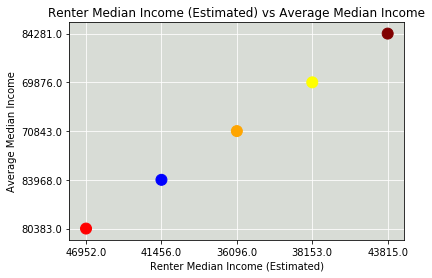 Renter Median Income (Estimated) vs Average Median Income
84281.0
69876.0
70843.0
83968.0
80383.0
Average Median Income
46952.0 41456.0 36096.0 38153.0 43815.0
Renter Median Income (Estimated)